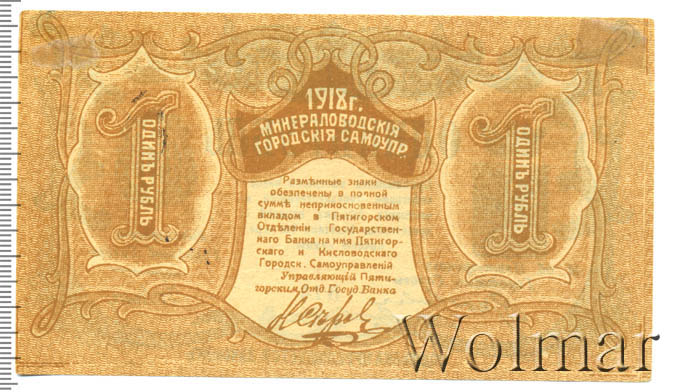 1918г.
МИНЕРАЛОВОДСКІЯ
ГОРОДСКІЯ САМОУПР.
1
ОДИНЪ РУБЛЬ
Размѣнные знаки
обезпечены в полной
суммѣ неприкосновенным
вкладом в Пятигорском
Отдѣленіи Государствен-
наго Банка на имя Пятигор-
скаго и Кисловодскаго
Городск. Самоуправленій
Управляющій Пяти-
горским, Отд. Госуд. Банка
1
ОДИНЪ РУБЛЬ
Wolmar